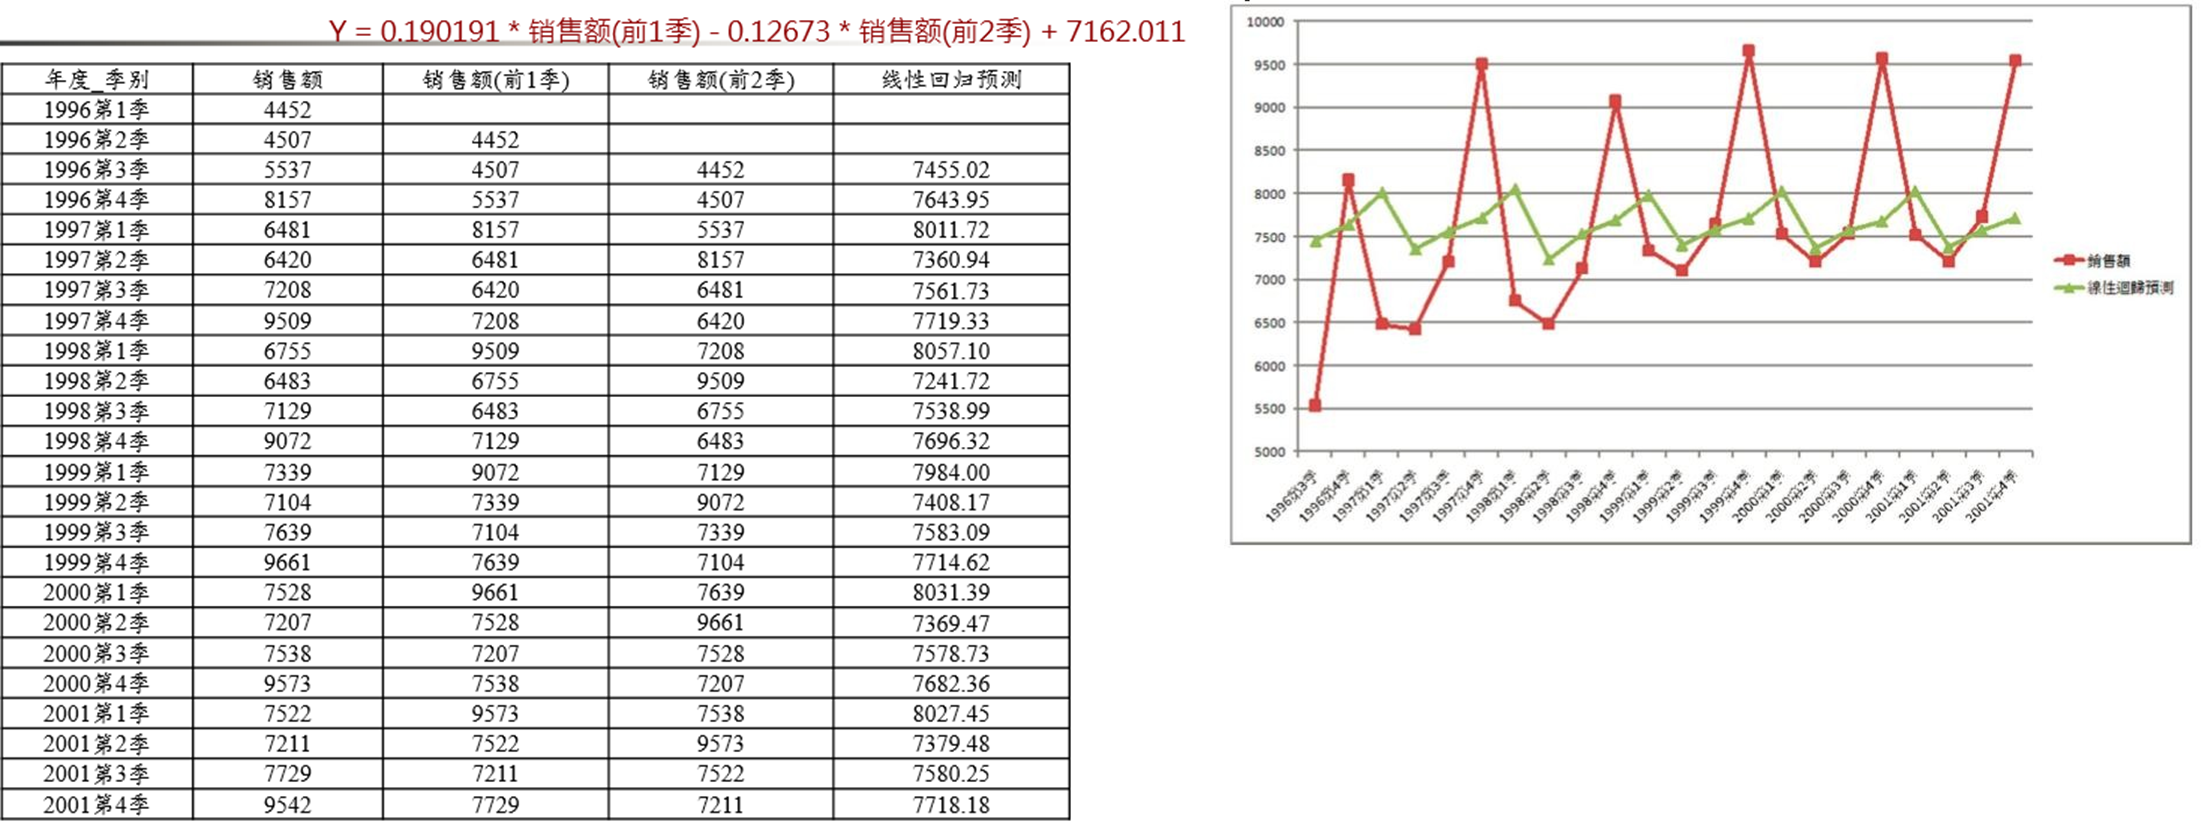 Y = 0.190191 * 销售额(前1季) - 0.12673 * 销售额(前2季) + 7162.011
年度_季别 销售额 销售额(前1季) 销售额(前2季) 线性回归预测
1996第1季 4452
1996第2季 4507 4452
1996第3季 5537 4507 4452 7455.02
1996第4季 8157 5537 4507 7643.95
1997第1季 6481 8157 5537 8011.72
1997第2季 6420 6481 8157 7360.94
1997第3季 7208 6420 6481 7561.73
1997第4季 9509 7208 6420 7719.33
1998第1季 6755 9509 7208 8057.10
1998第2季 6483 6755 9509 7241.72
1998第3季 7129 6483 6755 7538.99
1998第4季 9072 7129 6483 7696.32
1999第1季 7339 9072 7129 7984.00
1999第2季 7104 7339 9072 7408.17
1999第3季 7639 7104 7339 7583.09
1999第4季 9661 7639 7104 7714.62
2000第1季 7528 9661 7639 8031.39
2000第2季 7207 7528 9661 7369.47
2000第3季 7538 7207 7528 7578.73
2000第4季 9573 7538 7207 7682.36
2001第1季 7522 9573 7538 8027.45
2001第2季 7211 7522 9573 7379.48
2001第3季 7729 7211 7522 7580.25
2001第4季 9542 7729 7211 7718.18
10000
9500
9000
8500
8000
7500
7000
6500
6000
5500
5000
1996第3季
1996第4季
1997第1季
1997第2季
1997第3季
1997第4季
1998第1季
1998第2季
1998第3季
1998第4季
1999第1季
1999第2季
1999第3季
1999第4季
2000第1季
2000第2季
2000第3季
2000第4季
2001第1季
2001第2季
2001第3季
2001第4季
銷售額
線性迴歸預測